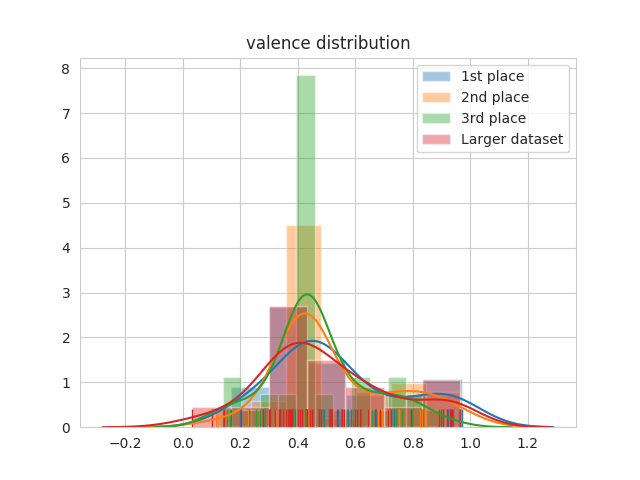 valence distribution
1st place
2nd place
3rd place
Larger dataset
8
7
6
5
4
3
2
1
0
−0.2 0.0 0.2 0.4 0.6 0.8 1.0 1.2